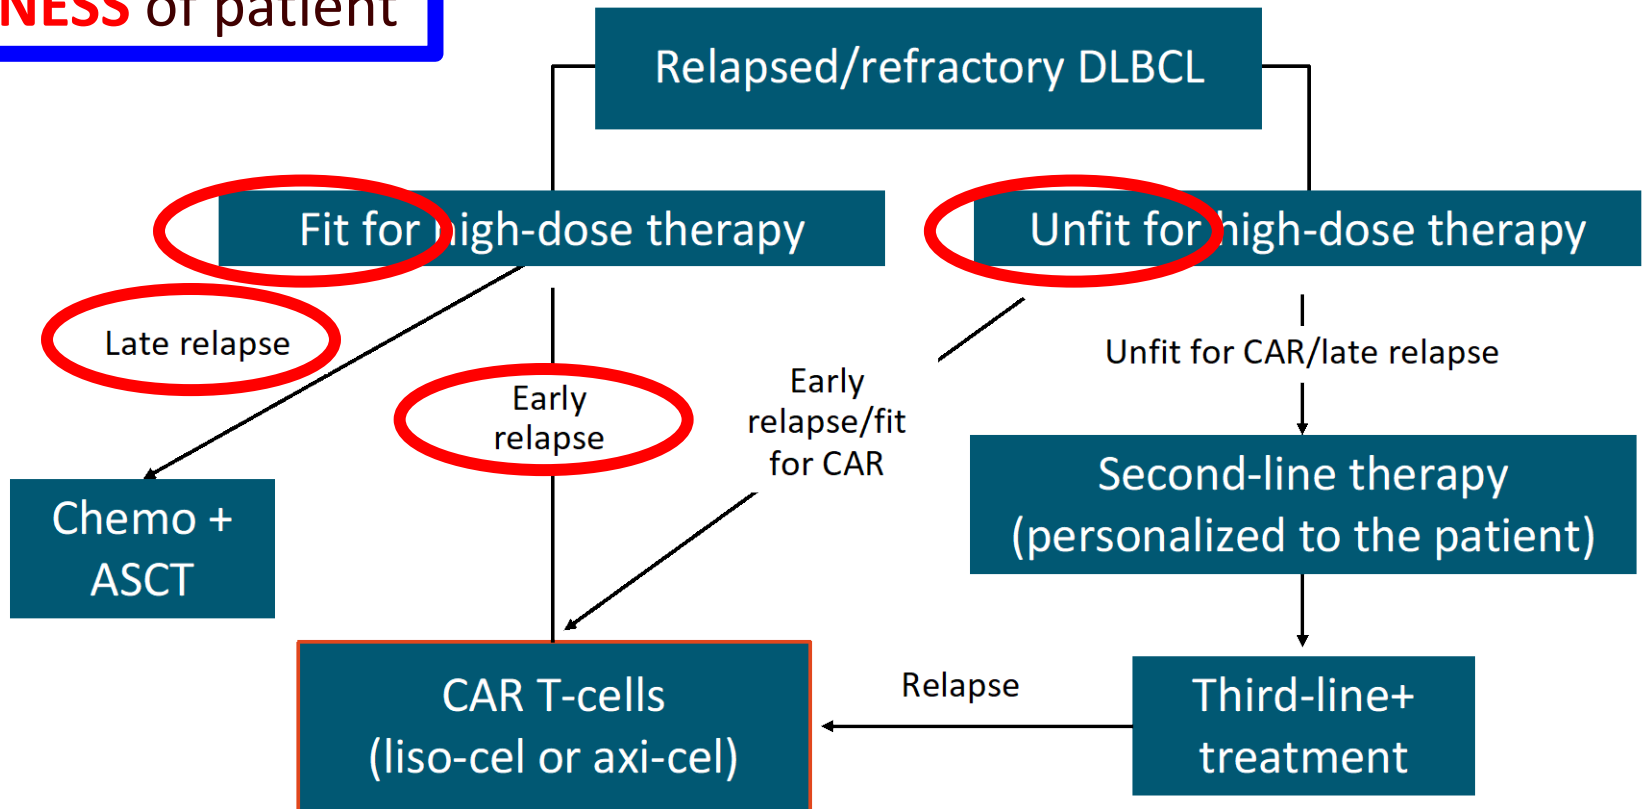 NESS of patient
Relapsed/refractory DLBCL
Fit for high-dose therapy
Unfit for high-dose therapy
Late relapse
Early
relapse
Early
relapse/fit
for CAR
Unfit for CAR/late relapse
Chemo +
ASCT
Second-line therapy
(personalized to the patient)
CAR T-cells
(liso-cel or axi-cel)
Relapse
Third-line+
treatment